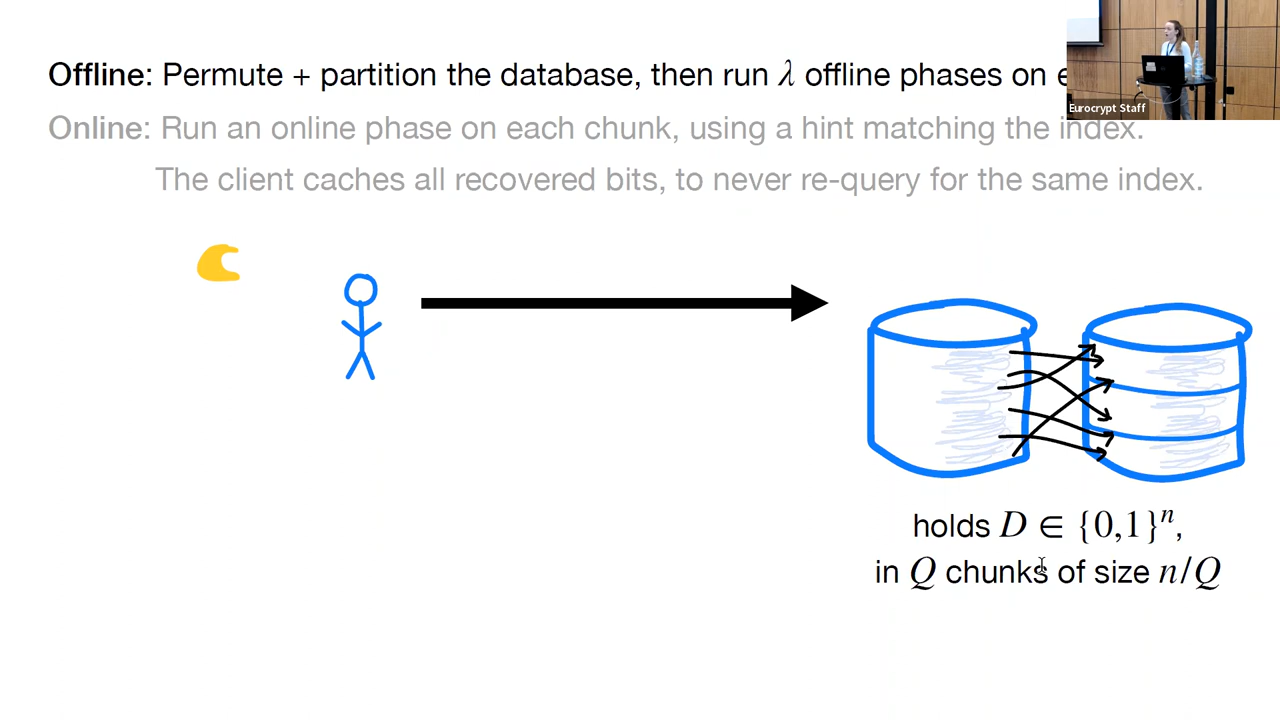 Offline: Permute + partition the database, then run λ offline phases on e
Eurocrypt Staff
Online: Run an online phase on each chunk, using a hint matching the index.
The client caches all recovered bits, to never re-query for the same index.
holds D ∈ {0,1}ⁿ,
in Q chunks of size n/Q